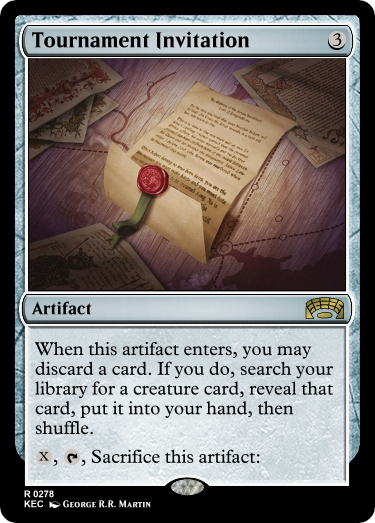 Tournament Invitation 3
Artifact
When this artifact enters, you may
discard a card. If you do, search your
library for a creature card, reveal that
card, put it into your hand, then
shuffle.
X, , Sacrifice this artifact:
R 0278
KEC George R.R. Martin